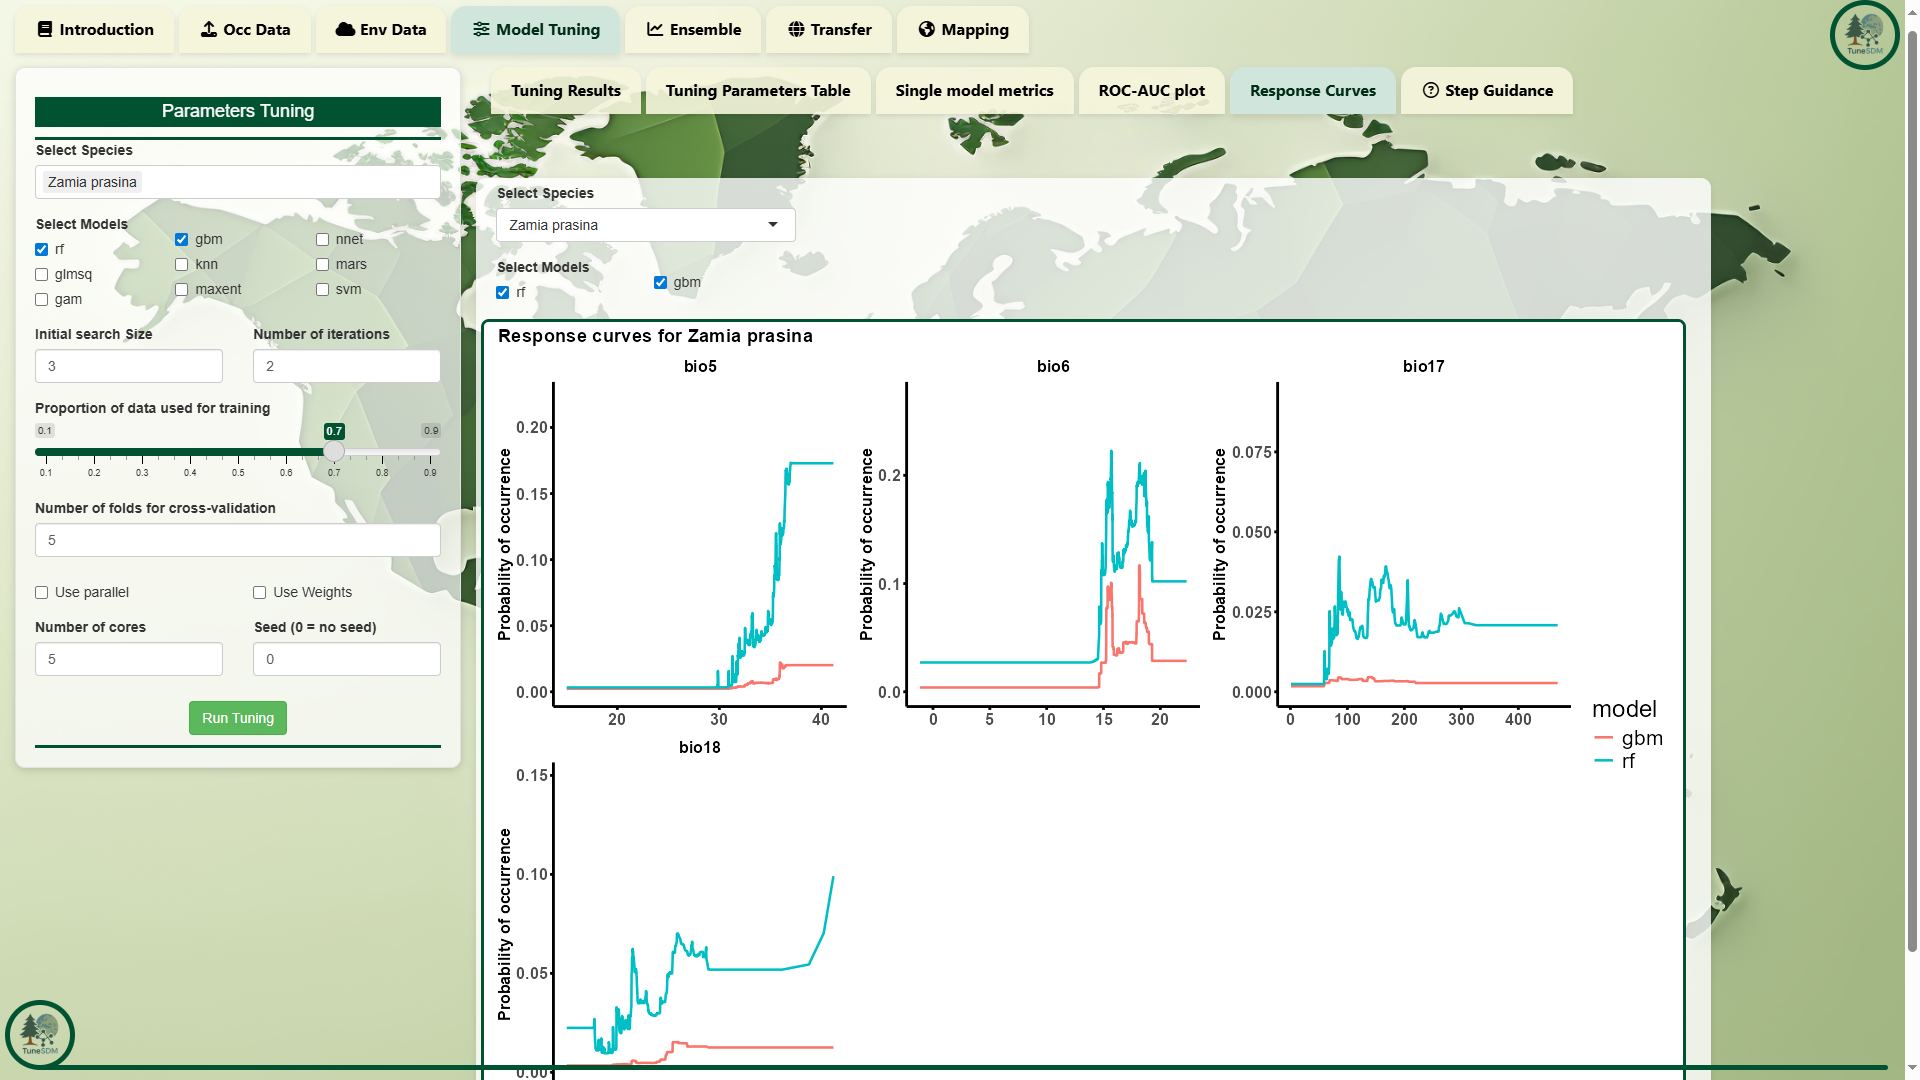 Introduction
Occ Data
Env Data
Model Tuning
Ensemble
Transfer
Mapping
TuneSDM
Parameters Tuning
Select Species
Zamia prasina
Select Models
rf
gbm
nnet
glmsq
knn
mars
gam
maxent
svm
Initial search Size
Number of iterations
3
2
Proportion of data used for training
0.1
0.7
0.9
0.1 0.2 0.3 0.4 0.5 0.6 0.7 0.8 0.9
Number of folds for cross-validation
5
Use parallel
Use Weights
Number of cores
Seed (0 = no seed)
5
0
Run Tuning
Tuning Results
Tuning Parameters Table
Single model metrics
ROC-AUC plot
Response Curves
Step Guidance
Select Species
Zamia prasina
Select Models
rf
gbm
Response curves for Zamia prasina
bio5
Probability of occurrence
0.20
0.15
0.10
0.05
0.00
20 30 40
bio6
Probability of occurrence
0.2
0.1
0.0
0 5 10 15 20
bio17
Probability of occurrence
0.075
0.050
0.025
0.000
0 100 200 300 400
model
gbm
rf
bio18
Probability of occurrence
0.15
0.10
0.05
0.00
TuneSDM